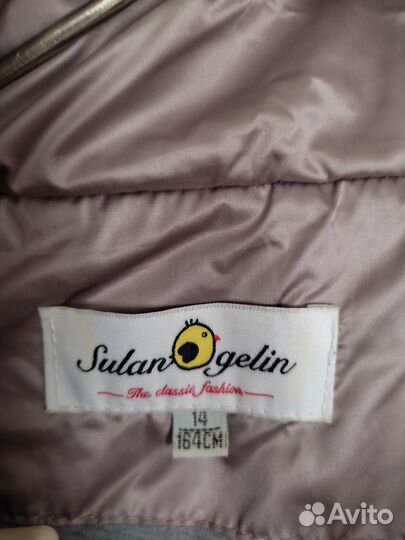 Sulan gelin
The classic fashion
14
164CM
Avito